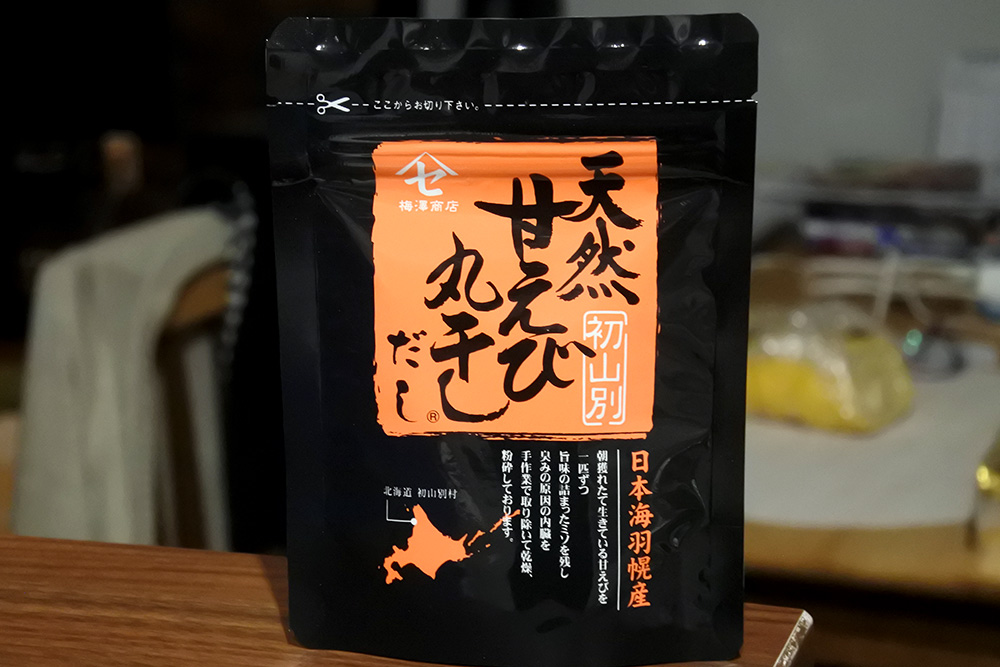 ここからお切り下さい。
セ
梅澤商店
天然
甘えび
丸干し
だし®
初山別
日本海羽幌産
朝獲れたて生きている甘えびを
一匹ずつ
旨味の詰まったミソを残し
臭みの原因の内臓を
手作業で取り除いて乾燥、
粉砕しております。
北海道 初山別村